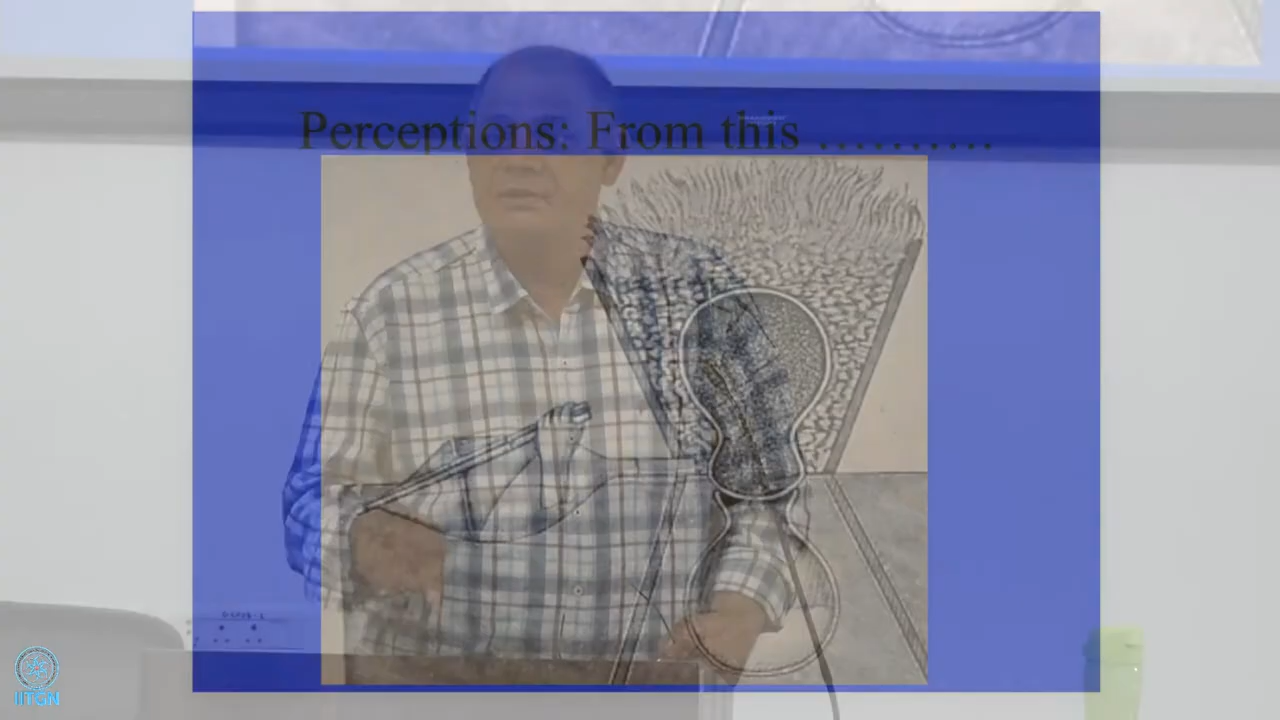 Perceptions: From this ..........
IITGN